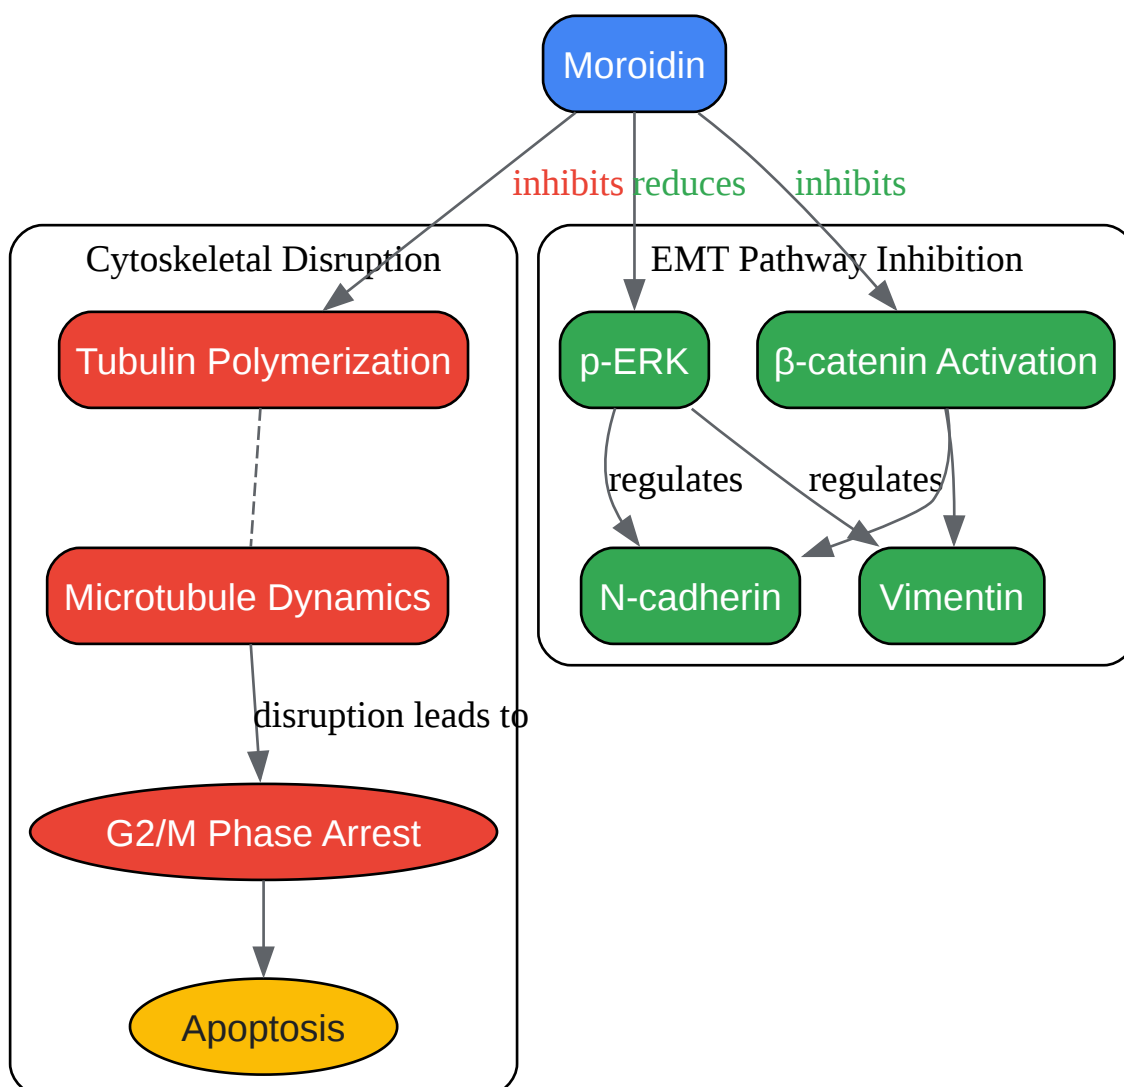 Moroidin
inhibits
reduces
inhibits
Cytoskeletal Disruption
EMT Pathway Inhibition
Tubulin Polymerization
p-ERK
β-catenin Activation
regulates
regulates
Microtubule Dynamics
N-cadherin
Vimentin
disruption leads to
G2/M Phase Arrest
Apoptosis